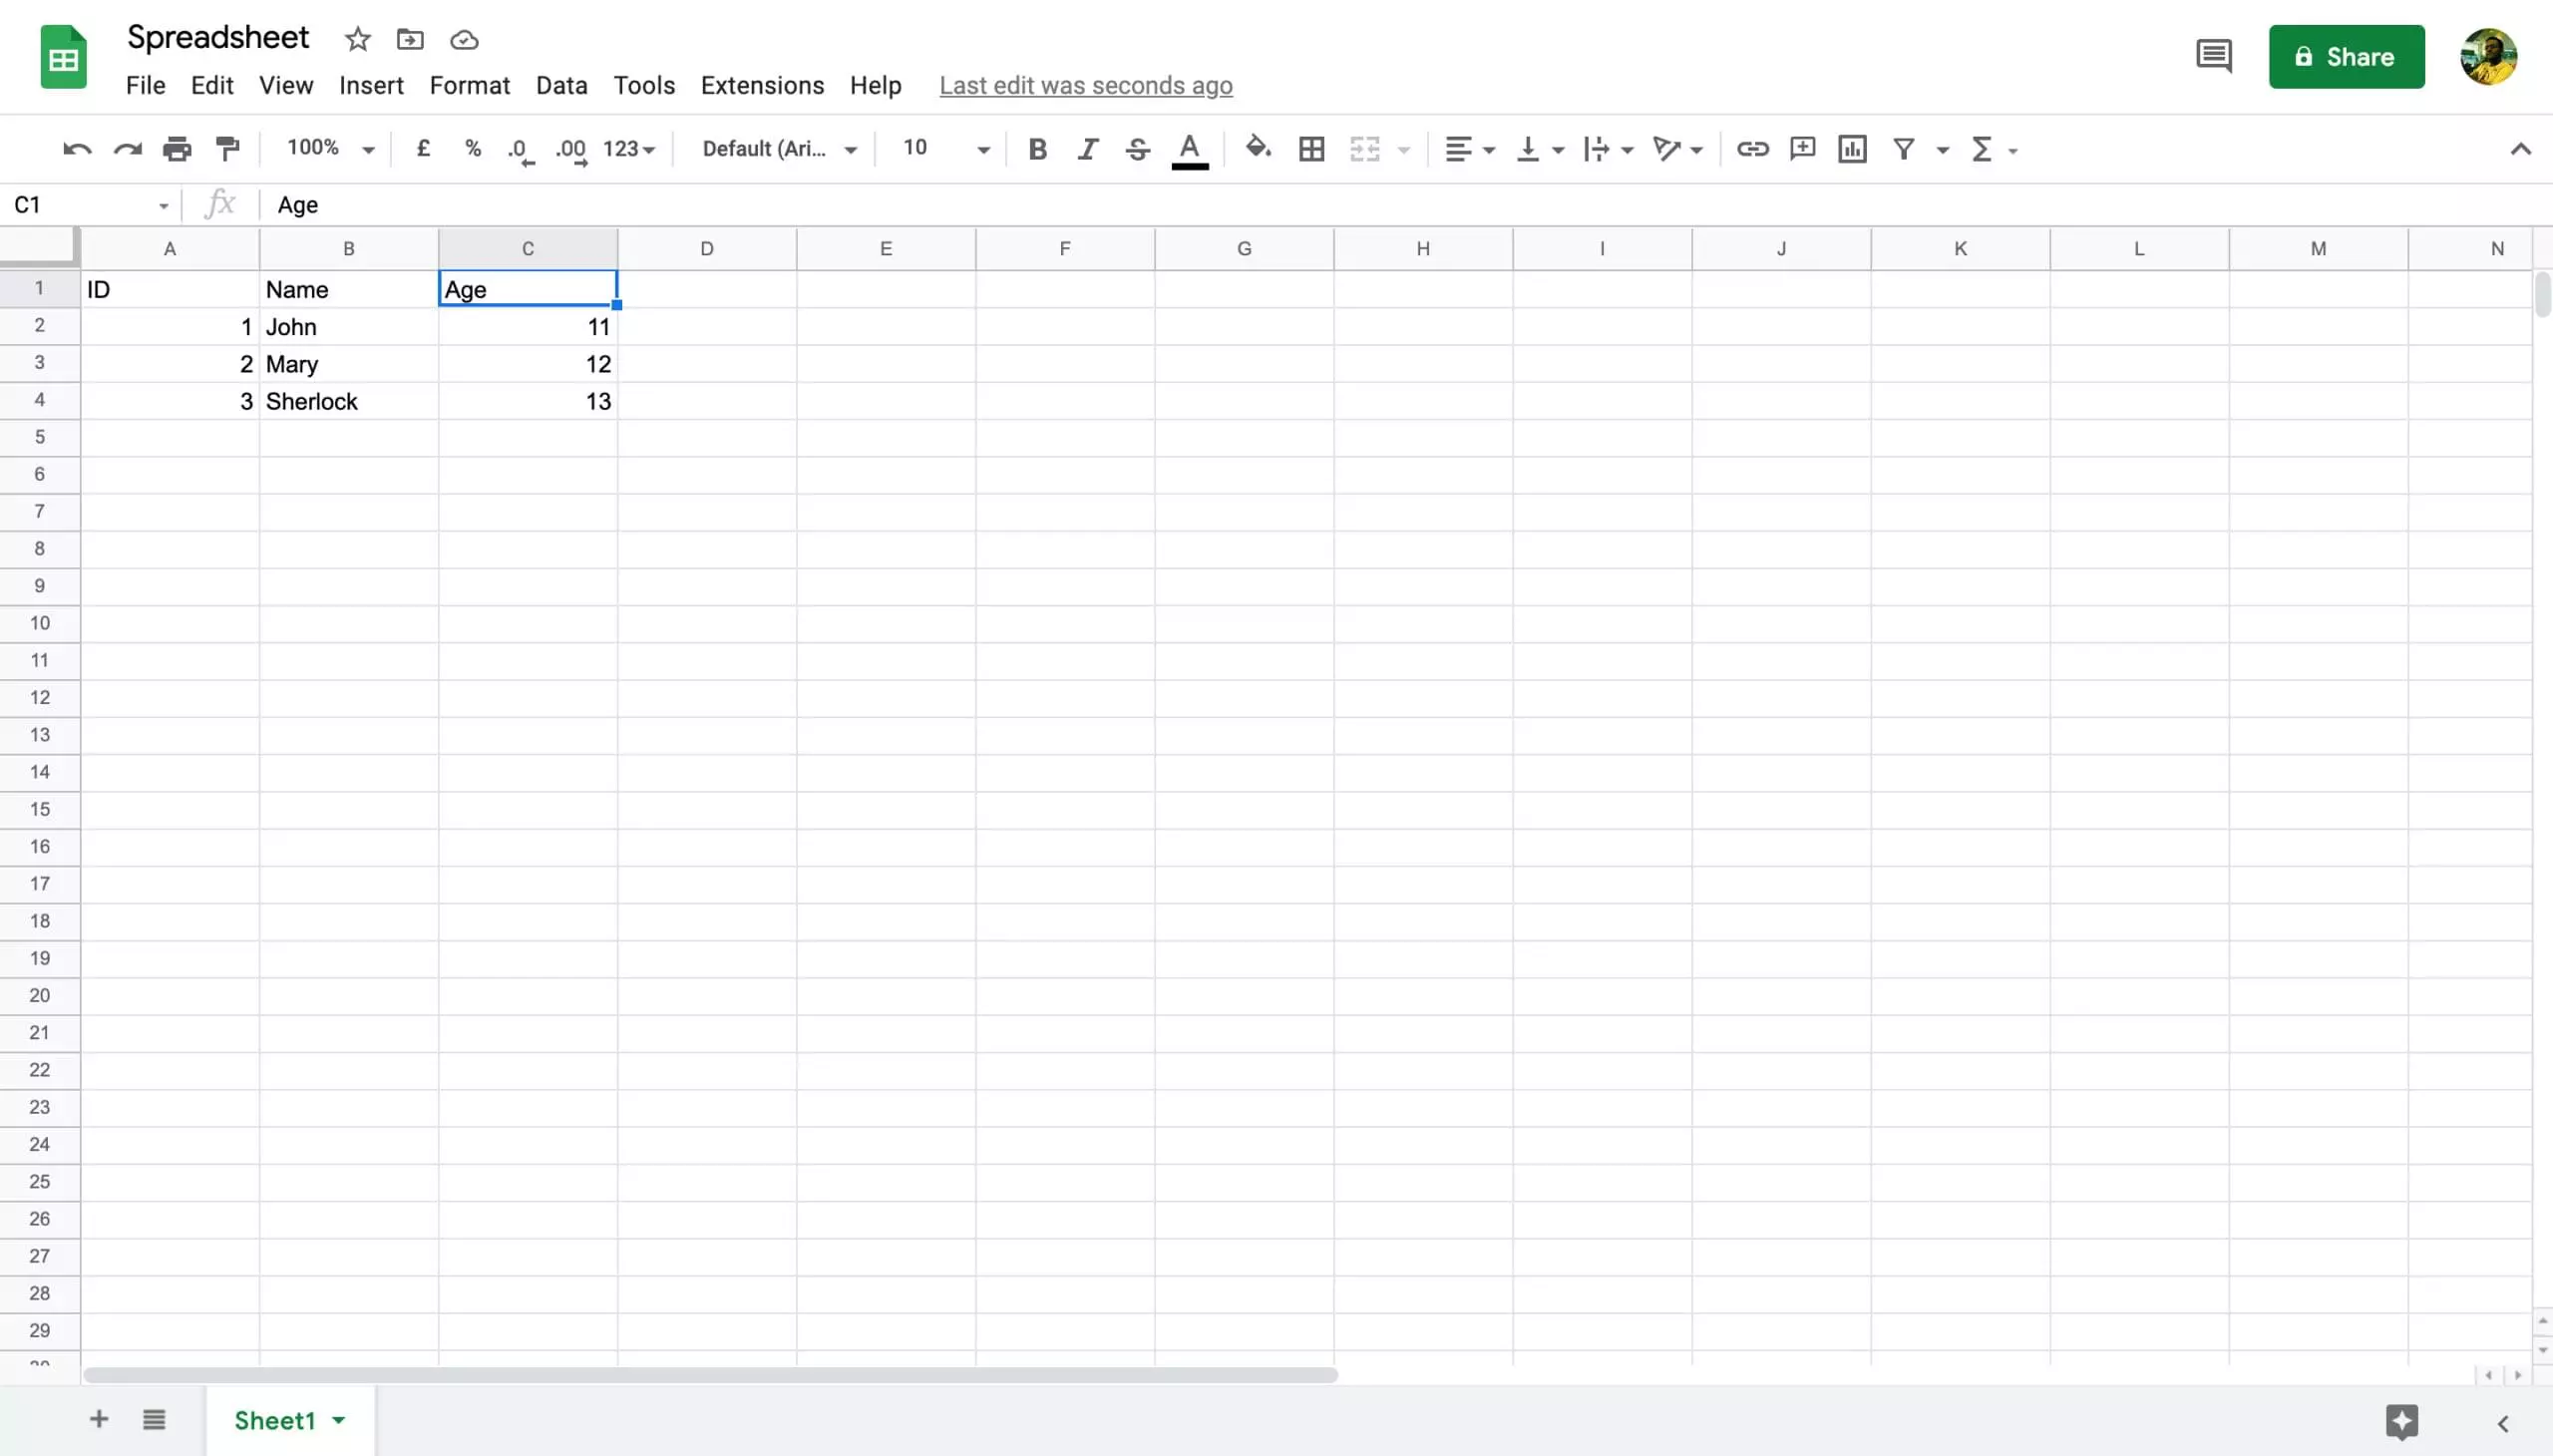 Spreadsheet
File Edit View Insert Format Data Tools Extensions Help Last edit was seconds ago
Share
100% £ % .0 .00 123 Default (Ari... 10 B I S A Σ
C1 fx Age
A B C D E F G H I J K L M N
1 ID Name Age
2 1 John 11
3 2 Mary 12
4 3 Sherlock 13
5
6
7
8
9
10
11
12
13
14
15
16
17
18
19
20
21
22
23
24
25
26
27
28
29
Sheet1